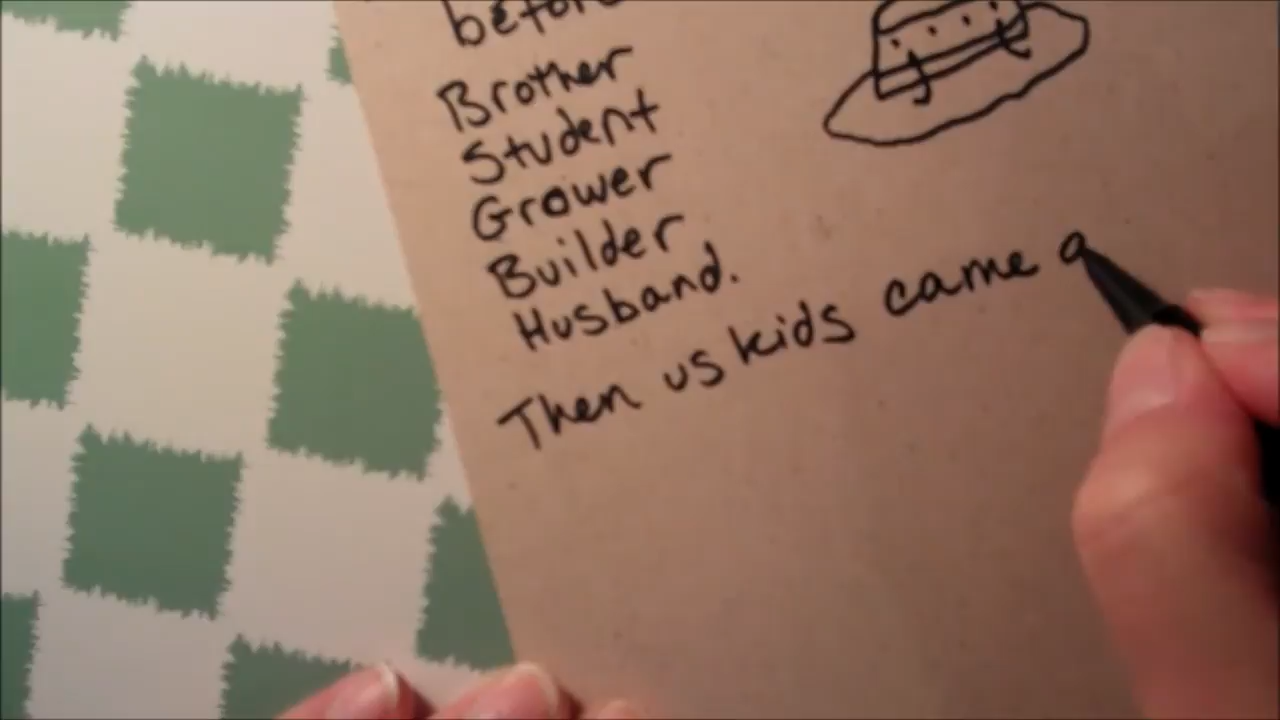 Brother
Student
Grower
Builder
Husband.
Then us kids came a